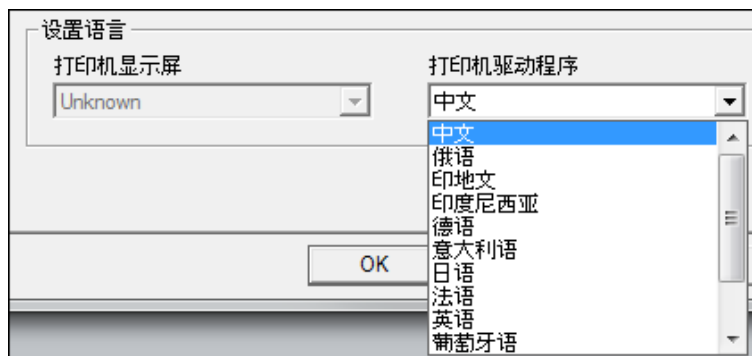 设置语言
打印机显示屏
打印机驱动程序
Unknown
中文
中文
俄语
印地文
印度尼西亚
德语
意大利语
OK
日语
法语
英语
葡萄牙语